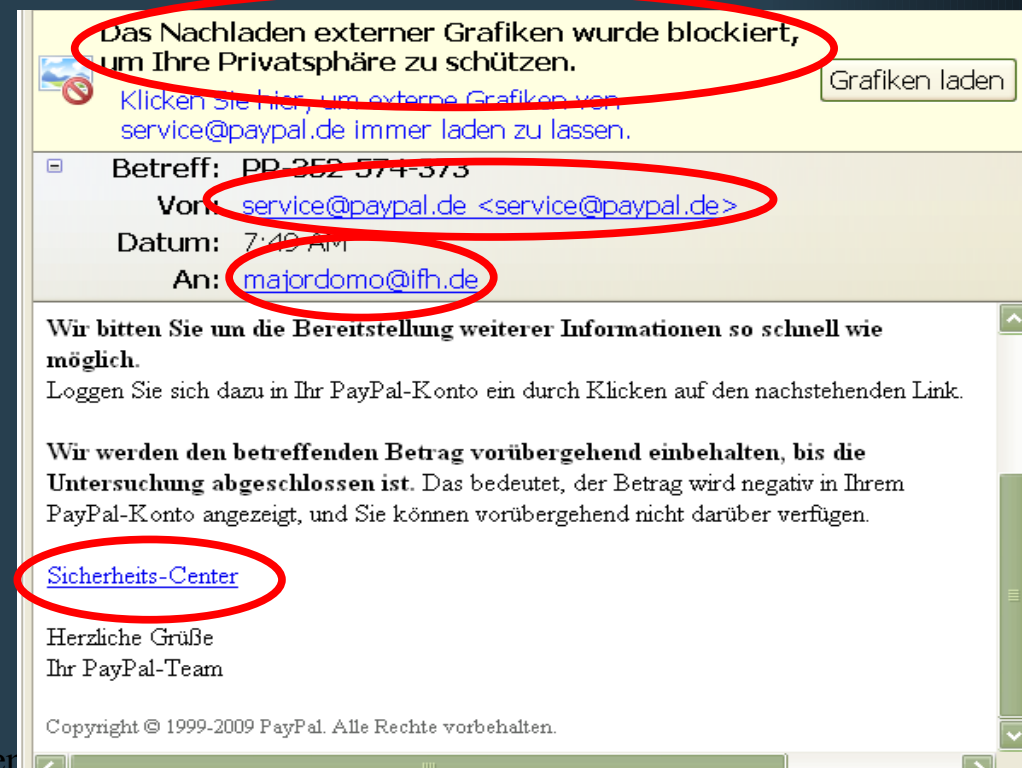 Das Nachladen externer Grafiken wurde blockiert,
um Ihre Privatsphäre zu schützen.
Grafiken laden
Klicken Sie hier, um externe Grafiken von
service@paypal.de immer laden zu lassen.
Betreff: PP-352-574-373
Von: service@paypal.de <service@paypal.de>
Datum: 7:49 AM
An: majordomo@ifh.de
Wir bitten Sie um die Bereitstellung weiterer Informationen so schnell wie
möglich.
Loggen Sie sich dazu in Ihr PayPal-Konto ein durch Klicken auf den nachstehenden Link.
Wir werden den betreffenden Betrag vorübergehend einbehalten, bis die
Untersuchung abgeschlossen ist. Das bedeutet, der Betrag wird negativ in Ihrem
PayPal-Konto angezeigt, und Sie können vorübergehend nicht darüber verfügen.
Sicherheits-Center
Herzliche Grüße
Ihr PayPal-Team
Copyright © 1999-2009 PayPal. Alle Rechte vorbehalten.